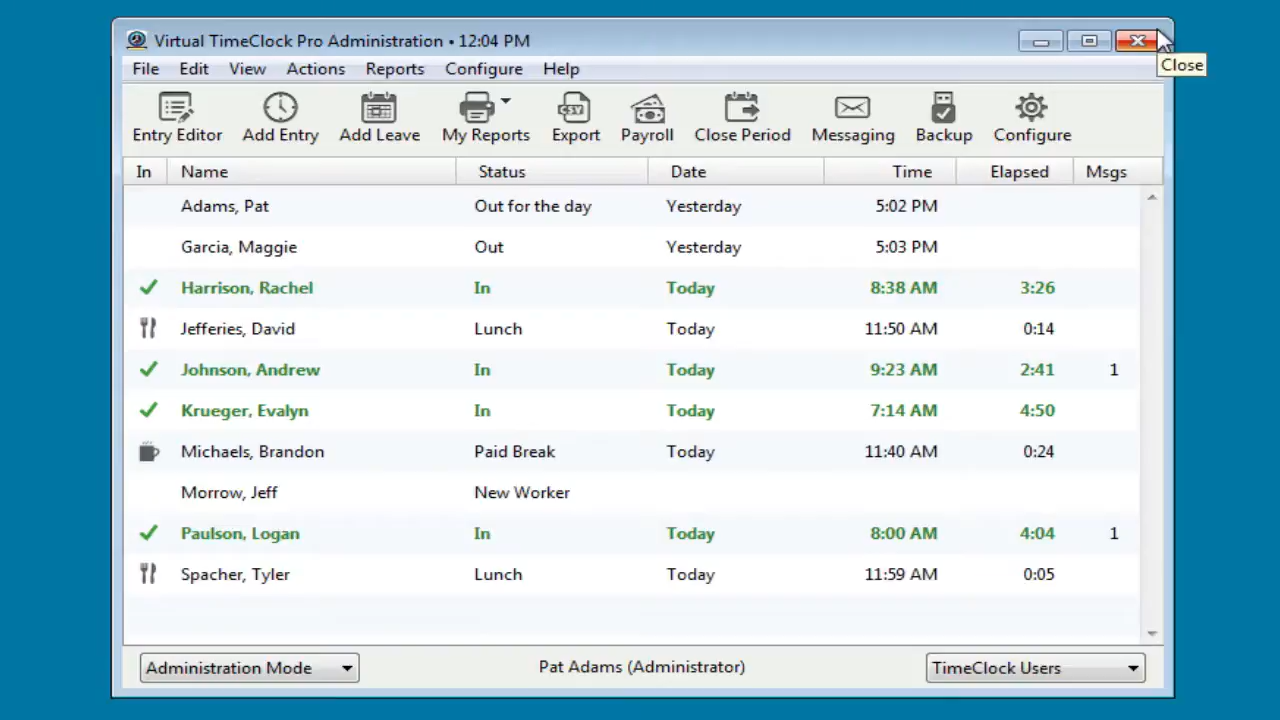 Virtual TimeClock Pro Administration • 12:04 PM
Close
File Edit View Actions Reports Configure Help
CSV
Entry Editor Add Entry Add Leave My Reports Export Payroll Close Period Messaging Backup Configure
In Name Status Date Time Elapsed Msgs
Adams, Pat Out for the day Yesterday 5:02 PM
Garcia, Maggie Out Yesterday 5:03 PM
Harrison, Rachel In Today 8:38 AM 3:26
Jefferies, David Lunch Today 11:50 AM 0:14
Johnson, Andrew In Today 9:23 AM 2:41 1
Krueger, Evalyn In Today 7:14 AM 4:50
Michaels, Brandon Paid Break Today 11:40 AM 0:24
Morrow, Jeff New Worker
Paulson, Logan In Today 8:00 AM 4:04 1
Spacher, Tyler Lunch Today 11:59 AM 0:05
Administration Mode Pat Adams (Administrator) TimeClock Users